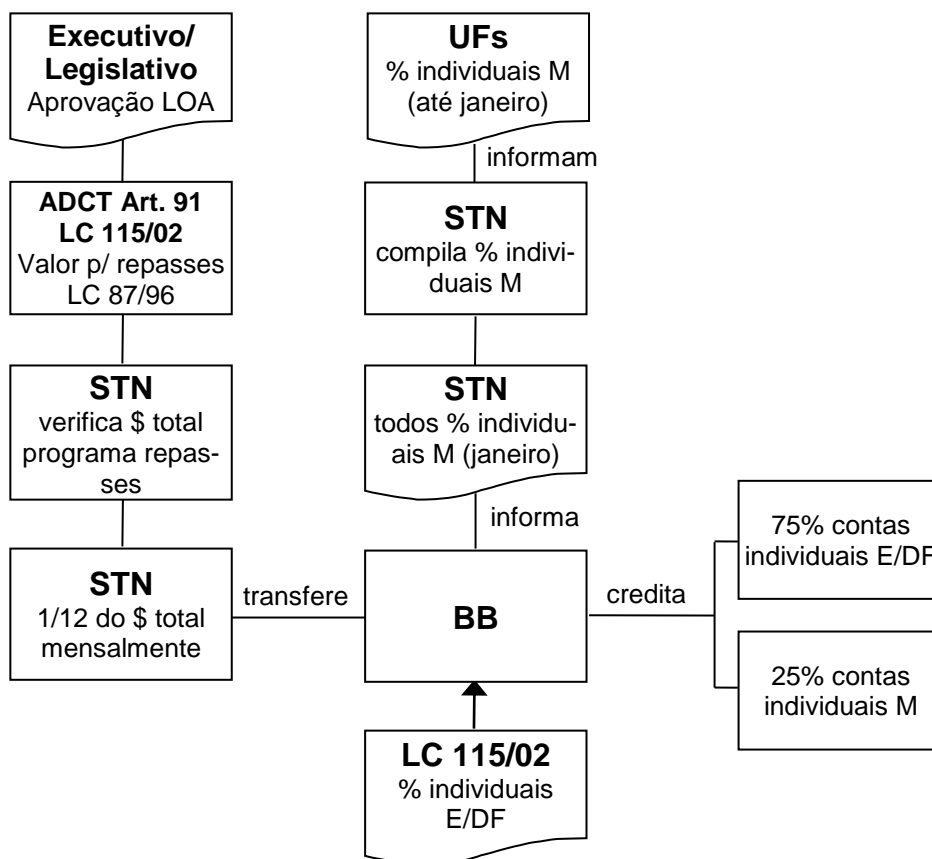 Executivo/
Legislativo
Aprovação LOA
ADCT Art. 91
LC 115/02
Valor p/ repasses
LC 87/96
STN
verifica $ total
programa repas-
ses
STN
1/12 do $ total
mensalmente
transfere
UFs
% individuais M
(até janeiro)
informam
STN
compila % indivi-
duais M
STN
todos % individu-
ais M (janeiro)
informa
BB
LC 115/02
% individuais
E/DF
credita
75% contas
individuais E/DF
25% contas
individuais M